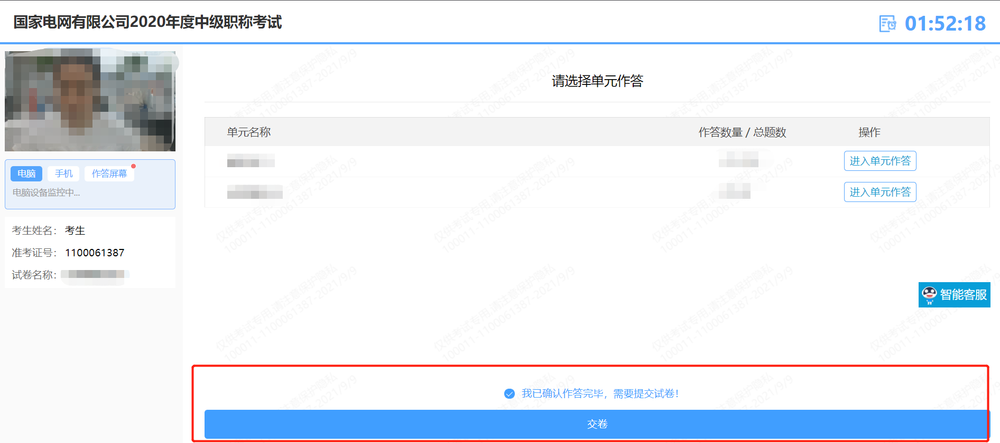 国家电网有限公司2020年度中级职称考试
01:52:18
电脑 手机 作答屏幕
电脑设备监控中...
考生姓名： 考生
准考证号： 1100061387
试卷名称：
请选择单元作答
单元名称 作答数量 / 总题数 操作
进入单元作答
进入单元作答
智能客服
我已确认作答完毕，需要提交试卷！
交卷
仅供考试专用,请注意保护隐私
100011-1100061387-2021/9/9